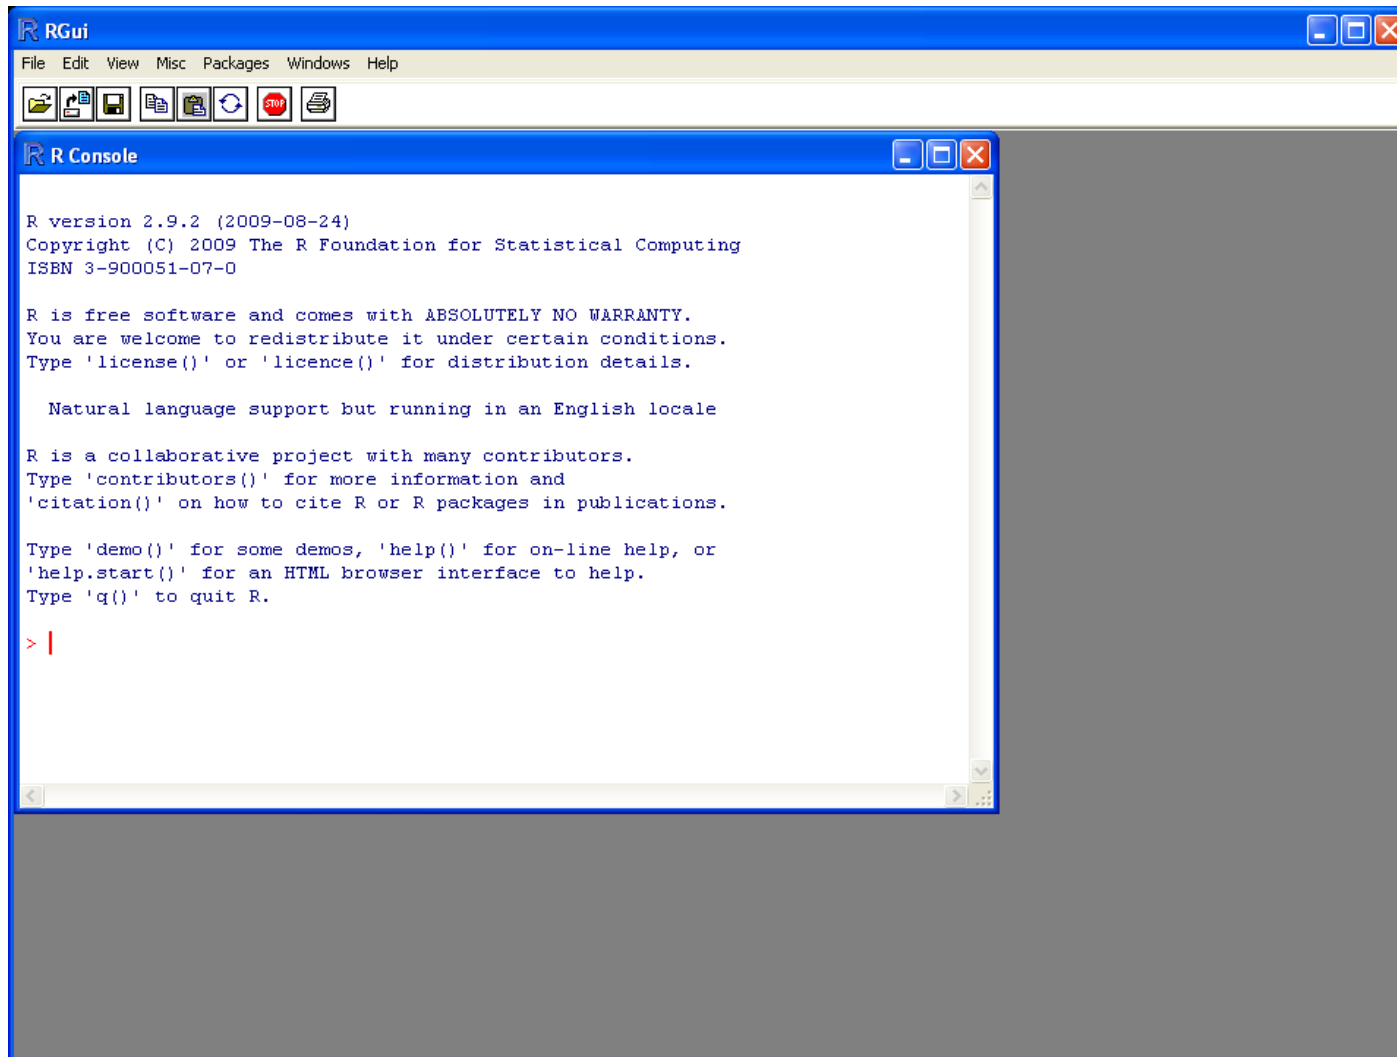 RGui
File Edit View Misc Packages Windows Help
STOP
R Console
R version 2.9.2 (2009-08-24)
Copyright (C) 2009 The R Foundation for Statistical Computing
ISBN 3-900051-07-0
R is free software and comes with ABSOLUTELY NO WARRANTY.
You are welcome to redistribute it under certain conditions.
Type 'license()' or 'licence()' for distribution details.
Natural language support but running in an English locale
R is a collaborative project with many contributors.
Type 'contributors()' for more information and
'citation()' on how to cite R or R packages in publications.
Type 'demo()' for some demos, 'help()' for on-line help, or
'help.start()' for an HTML browser interface to help.
Type 'q()' to quit R.
>